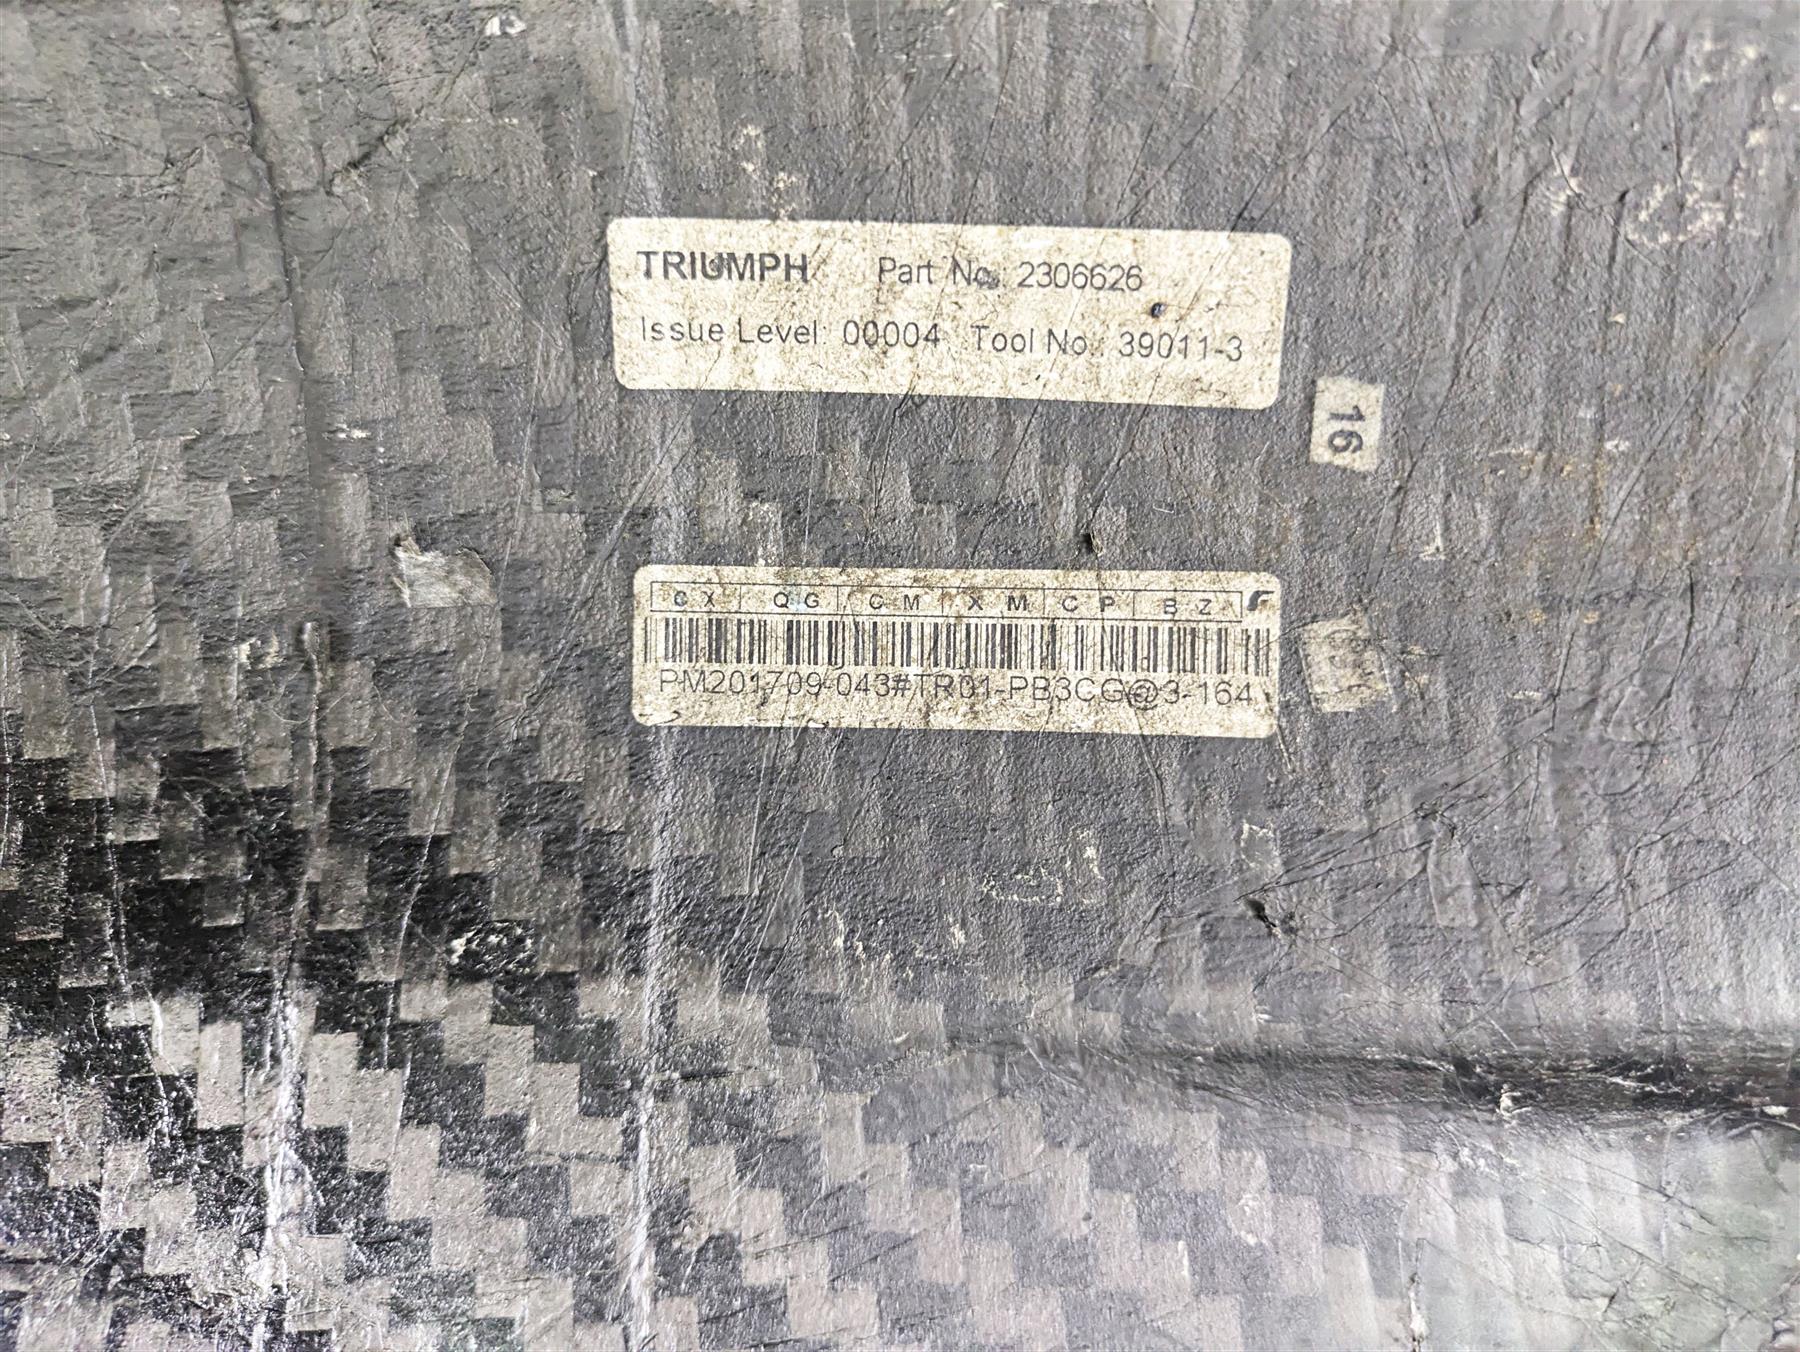 TRIUMPH Part No. 2306626
Issue Level: 00004 Tool No.: 39011-3
16
CX QG CM XM CP BZ
PM201709-043#TR01-PB3CG@3-164